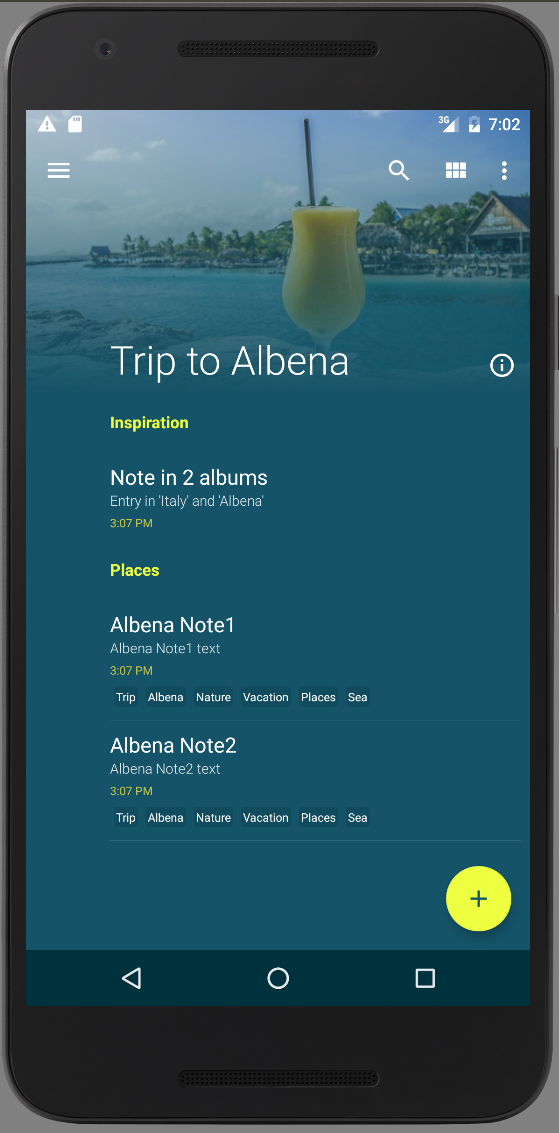 3G 7:02
Trip to Albena
Inspiration
Note in 2 albums
Entry in 'Italy' and 'Albena'
3:07 PM
Places
Albena Note1
Albena Note1 text
3:07 PM
Trip Albena Nature Vacation Places Sea
Albena Note2
Albena Note2 text
3:07 PM
Trip Albena Nature Vacation Places Sea